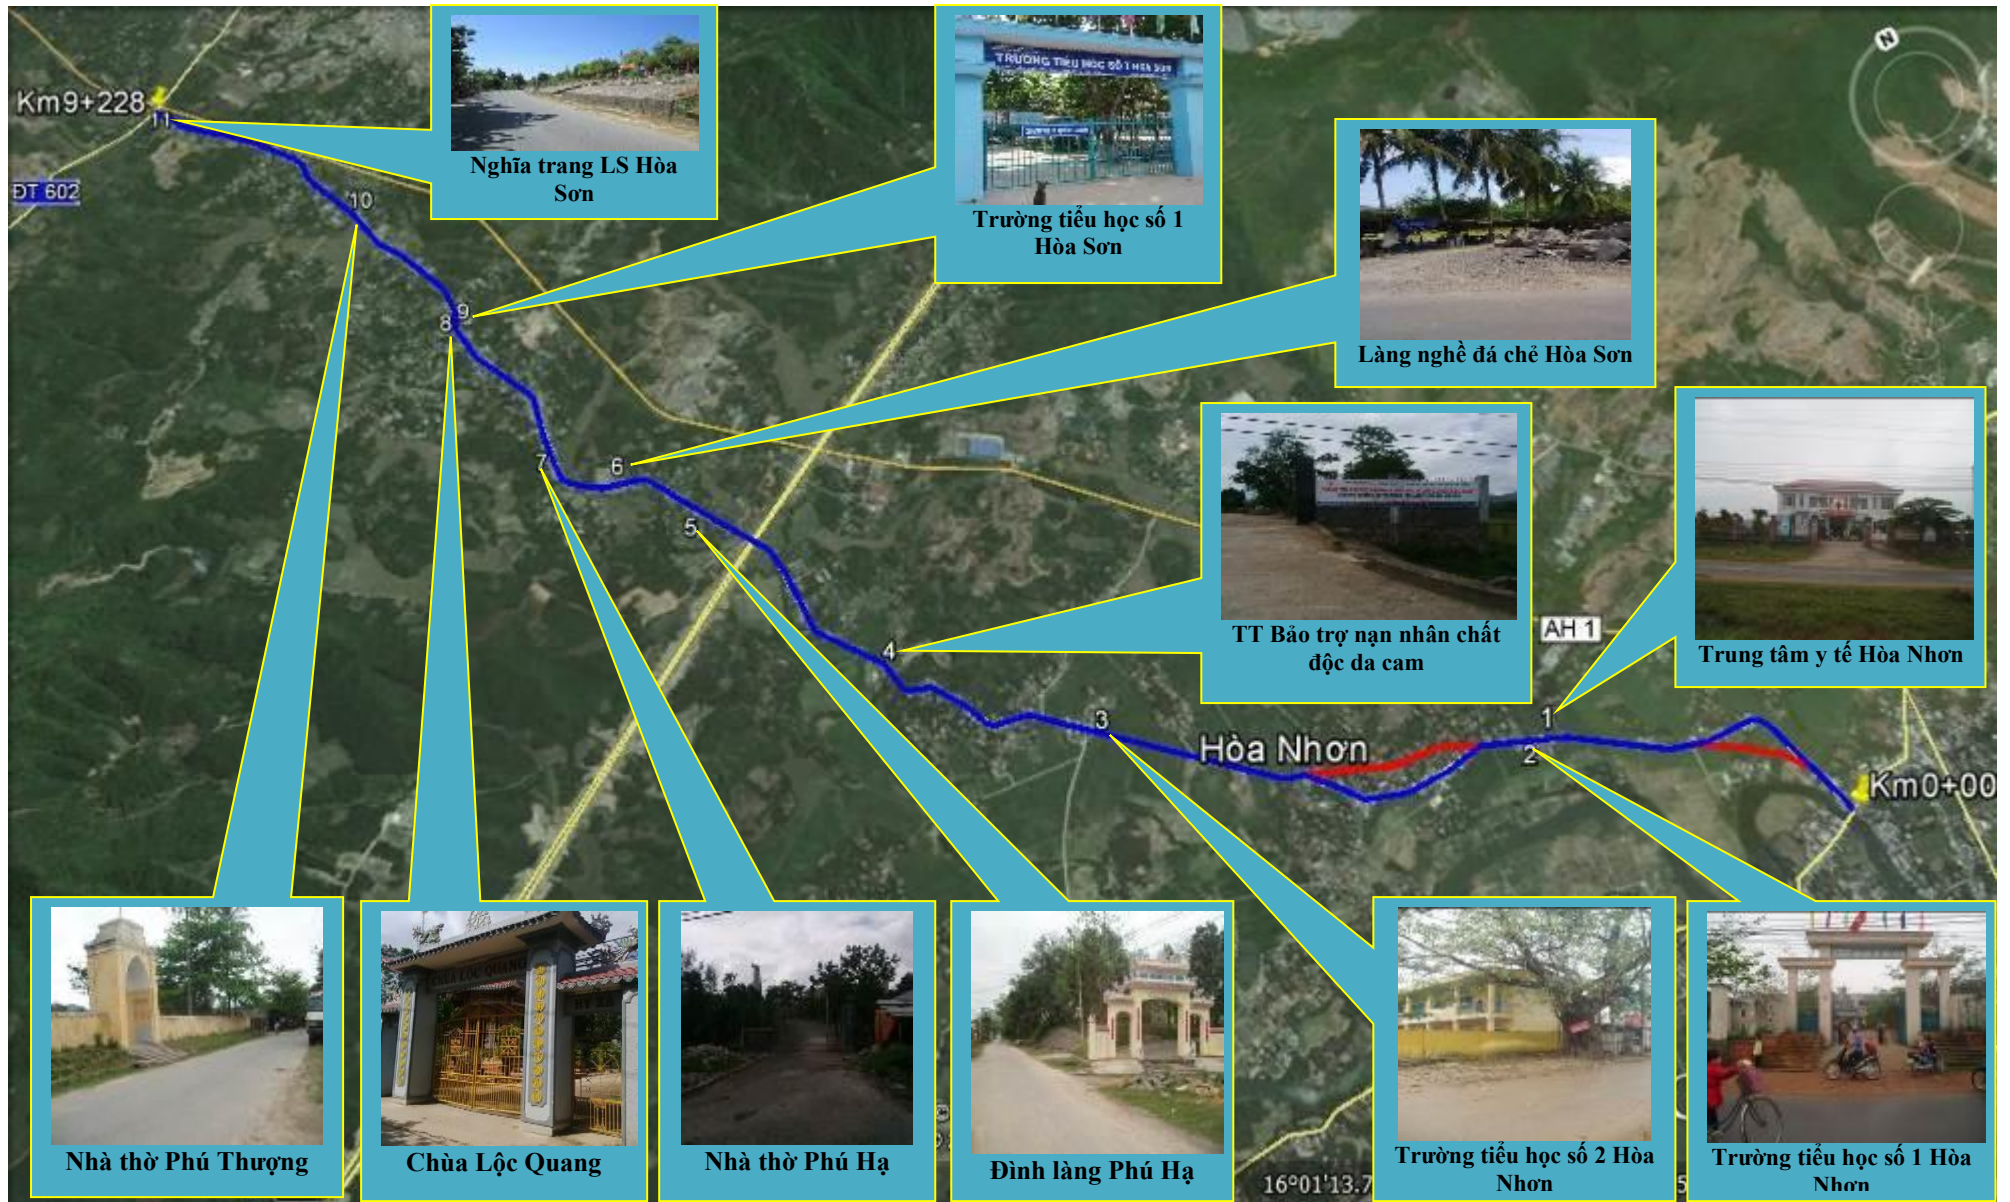 N
Km9+228
11
ĐT 602
10
Nghĩa trang LS Hòa
Sơn
TRƯỜNG TIỂU HỌC SỐ 1 HÒA SƠN
Trường tiểu học số 1
Hòa Sơn
Làng nghề đá chẻ Hòa Sơn
9
8
7
6
5
4
TT Bảo trợ nạn nhân chất
độc da cam
AH 1
Trung tâm y tế Hòa Nhơn
3
Hòa Nhơn
1
2
Km0+00
Nhà thờ Phú Thượng
CHÙA LỘC QUANG
Chùa Lộc Quang
Nhà thờ Phú Hạ
Đình làng Phú Hạ
16°01'13.7
Trường tiểu học số 2 Hòa
Nhơn
Trường tiểu học số 1 Hòa
Nhơn